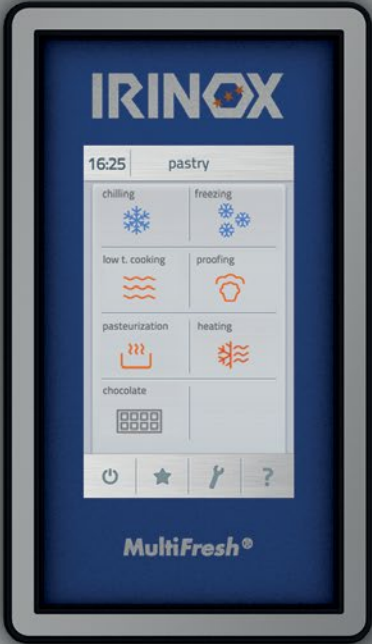 IRINOX
16:25 pastry
chilling freezing
low t. cooking proofing
pasteurization heating
chocolate
?
MultiFresh®